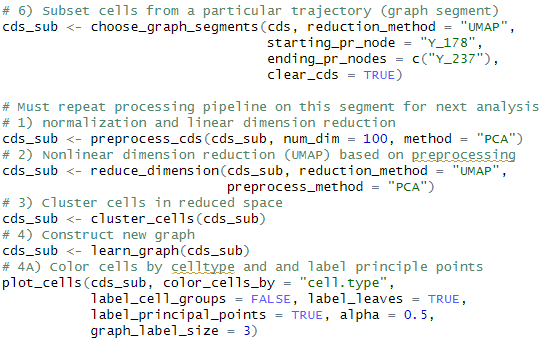 # 6) Subset cells from a particular trajectory (graph segment)
cds_sub <- choose_graph_segments(cds, reduction_method = "UMAP",
                                 starting_pr_node = "Y_178",
                                 ending_pr_nodes = c("Y_237"),
                                 clear_cds = TRUE)

# Must repeat processing pipeline on this segment for next analysis
# 1) normalization and linear dimension reduction
cds_sub <- preprocess_cds(cds_sub, num_dim = 100, method = "PCA")
# 2) Nonlinear dimension reduction (UMAP) based on preprocessing
cds_sub <- reduce_dimension(cds_sub, reduction_method = "UMAP",
                            preprocess_method = "PCA")
# 3) Cluster cells in reduced space
cds_sub <- cluster_cells(cds_sub)
# 4) Construct new graph
cds_sub <- learn_graph(cds_sub)
# 4A) Color cells by celltype and and label principle points
plot_cells(cds_sub, color_cells_by = "cell.type",
           label_cell_groups = FALSE, label_leaves = TRUE,
           label_principal_points = TRUE, alpha = 0.5,
           graph_label_size = 3)